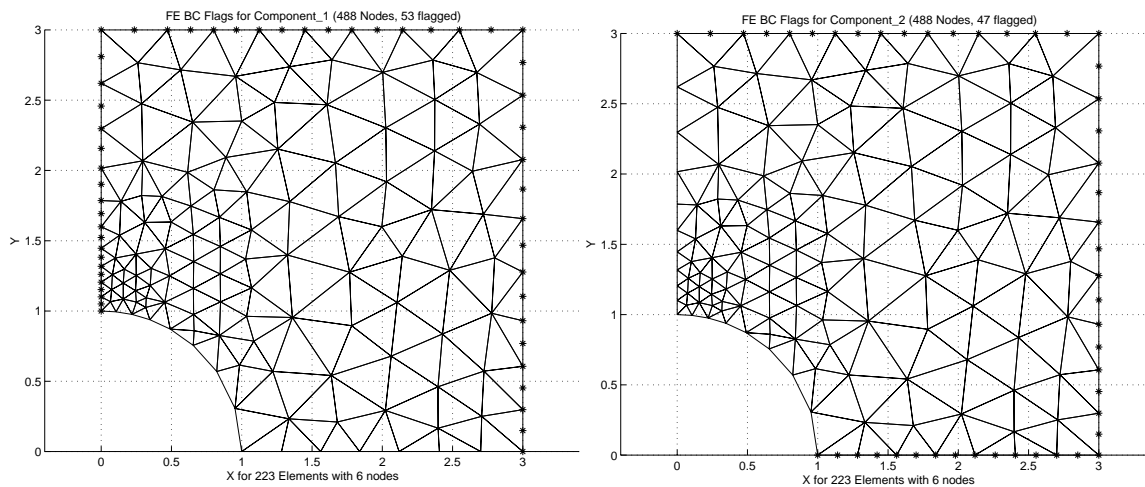 FE BC Flags for Component_1 (488 Nodes, 53 flagged)
3
2.5
2
1.5
1
0.5
0
Y
0 0.5 1 1.5 2 2.5 3
X for 223 Elements with 6 nodes
FE BC Flags for Component_2 (488 Nodes, 47 flagged)
3
2.5
2
1.5
1
0.5
0
Y
0 0.5 1 1.5 2 2.5 3
X for 223 Elements with 6 nodes